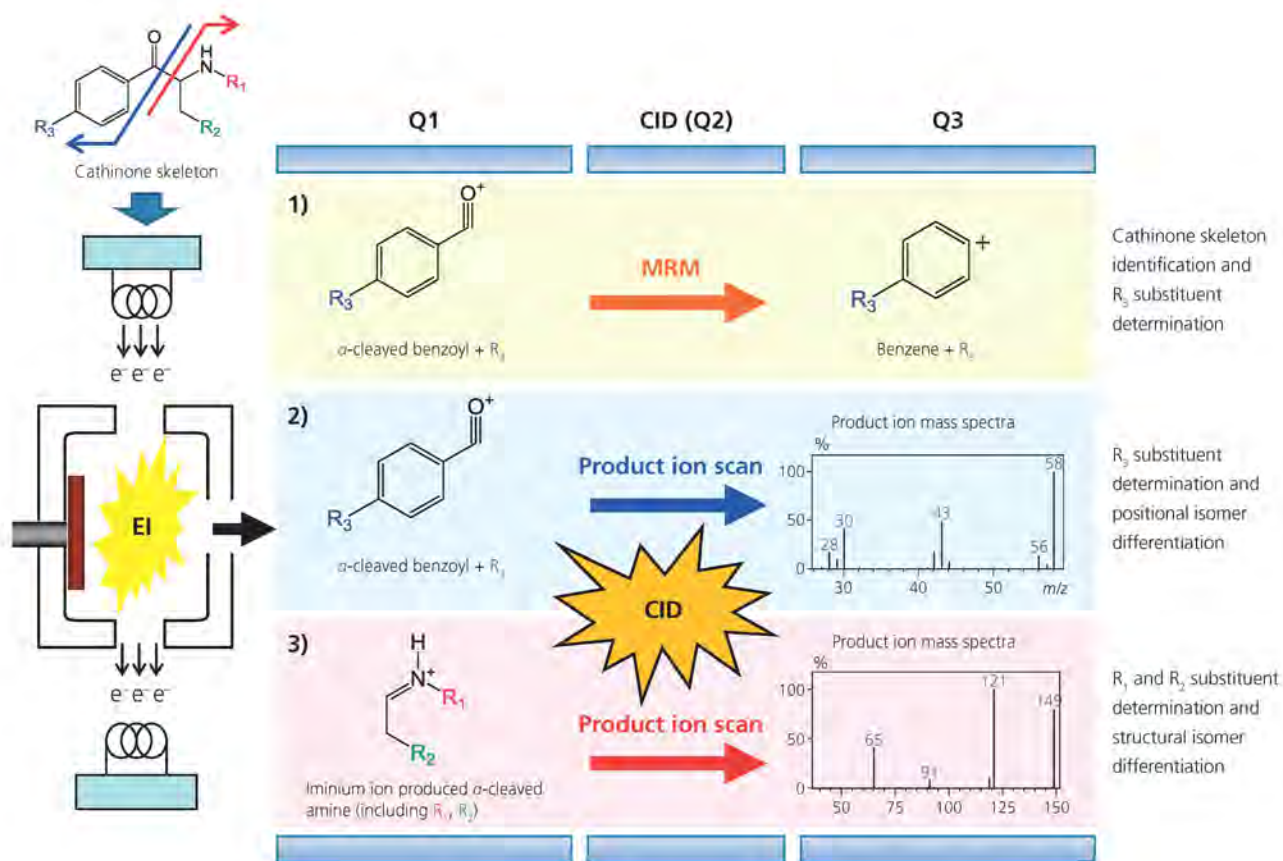 O
H
N
R₁
R₂
R₃
Cathinone skeleton
e⁻ e⁻ e⁻
EI
e⁻ e⁻ e⁻
Q1
CID (Q2)
Q3
1)
O⁺
R₃
α-cleaved benzoyl + R₃
MRM
+
R₃
Benzene + R₃
Cathinone skeleton
identification and
R₃ substituent
determination
2)
O⁺
R₃
α-cleaved benzoyl + R₃
Product ion scan
CID
Product ion mass spectra
%
100
50
0
28
30
43
56
58
30
40
50
m/z
R₃ substituent
determination and
positional isomer
differentiation
3)
H
N⁺
R₁
R₂
Iminium ion produced α-cleaved
amine (including R₁, R₂)
Product ion scan
Product ion mass spectra
%
100
50
0
65
91
121
149
50
75
100
125
150
R₁ and R₂ substituent
determination and
structural isomer
differentiation